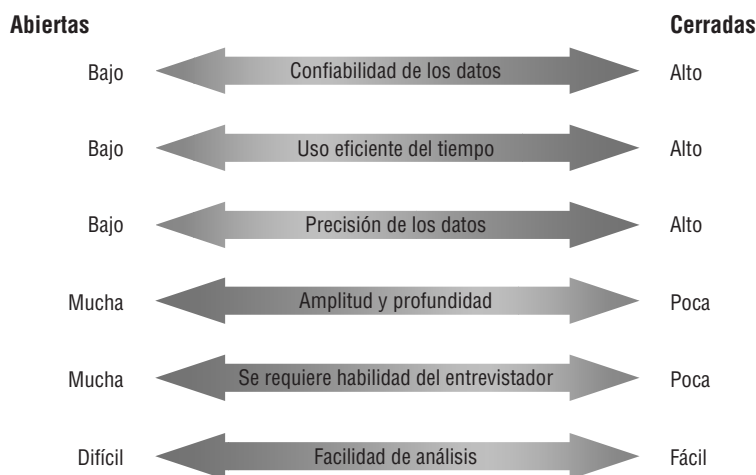 Abiertas Cerradas
Bajo Confiabilidad de los datos Alto
Bajo Uso eficiente del tiempo Alto
Bajo Precisión de los datos Alto
Mucha Amplitud y profundidad Poca
Mucha Se requiere habilidad del entrevistador Poca
Difícil Facilidad de análisis Fácil